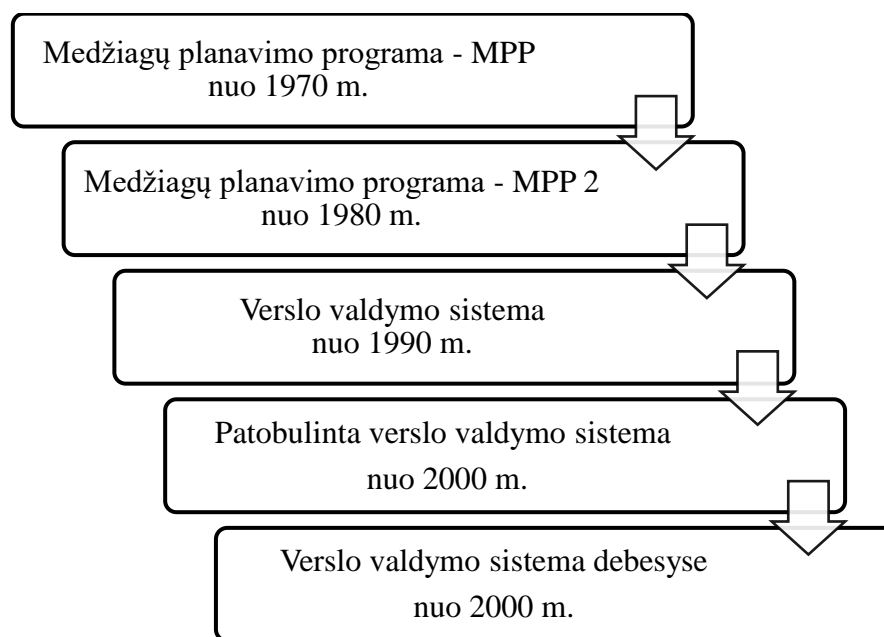 Medžiagų planavimo programa - MPP
nuo 1970 m.
Medžiagų planavimo programa - MPP 2
nuo 1980 m.
Verslo valdymo sistema
nuo 1990 m.
Patobulinta verslo valdymo sistema
nuo 2000 m.
Verslo valdymo sistema debesyse
nuo 2000 m.